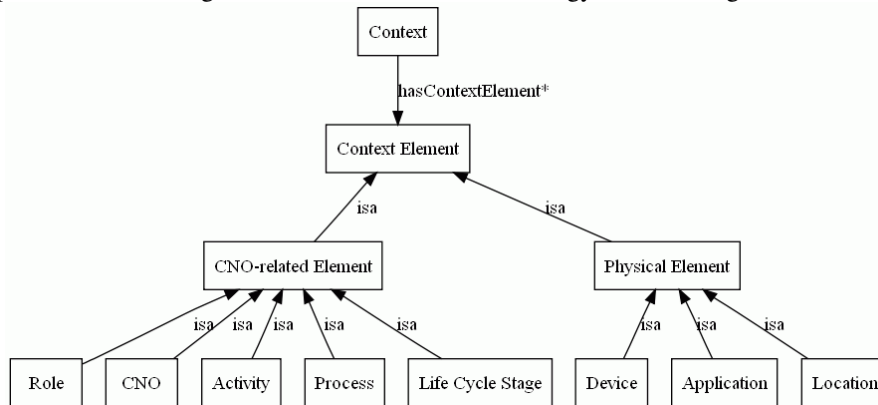 Context
hasContextElement*
Context Element
isa
isa
CNO-related Element
Physical Element
isa
isa
isa
isa
isa
isa
isa
isa
Role
CNO
Activity
Process
Life Cycle Stage
Device
Application
Location